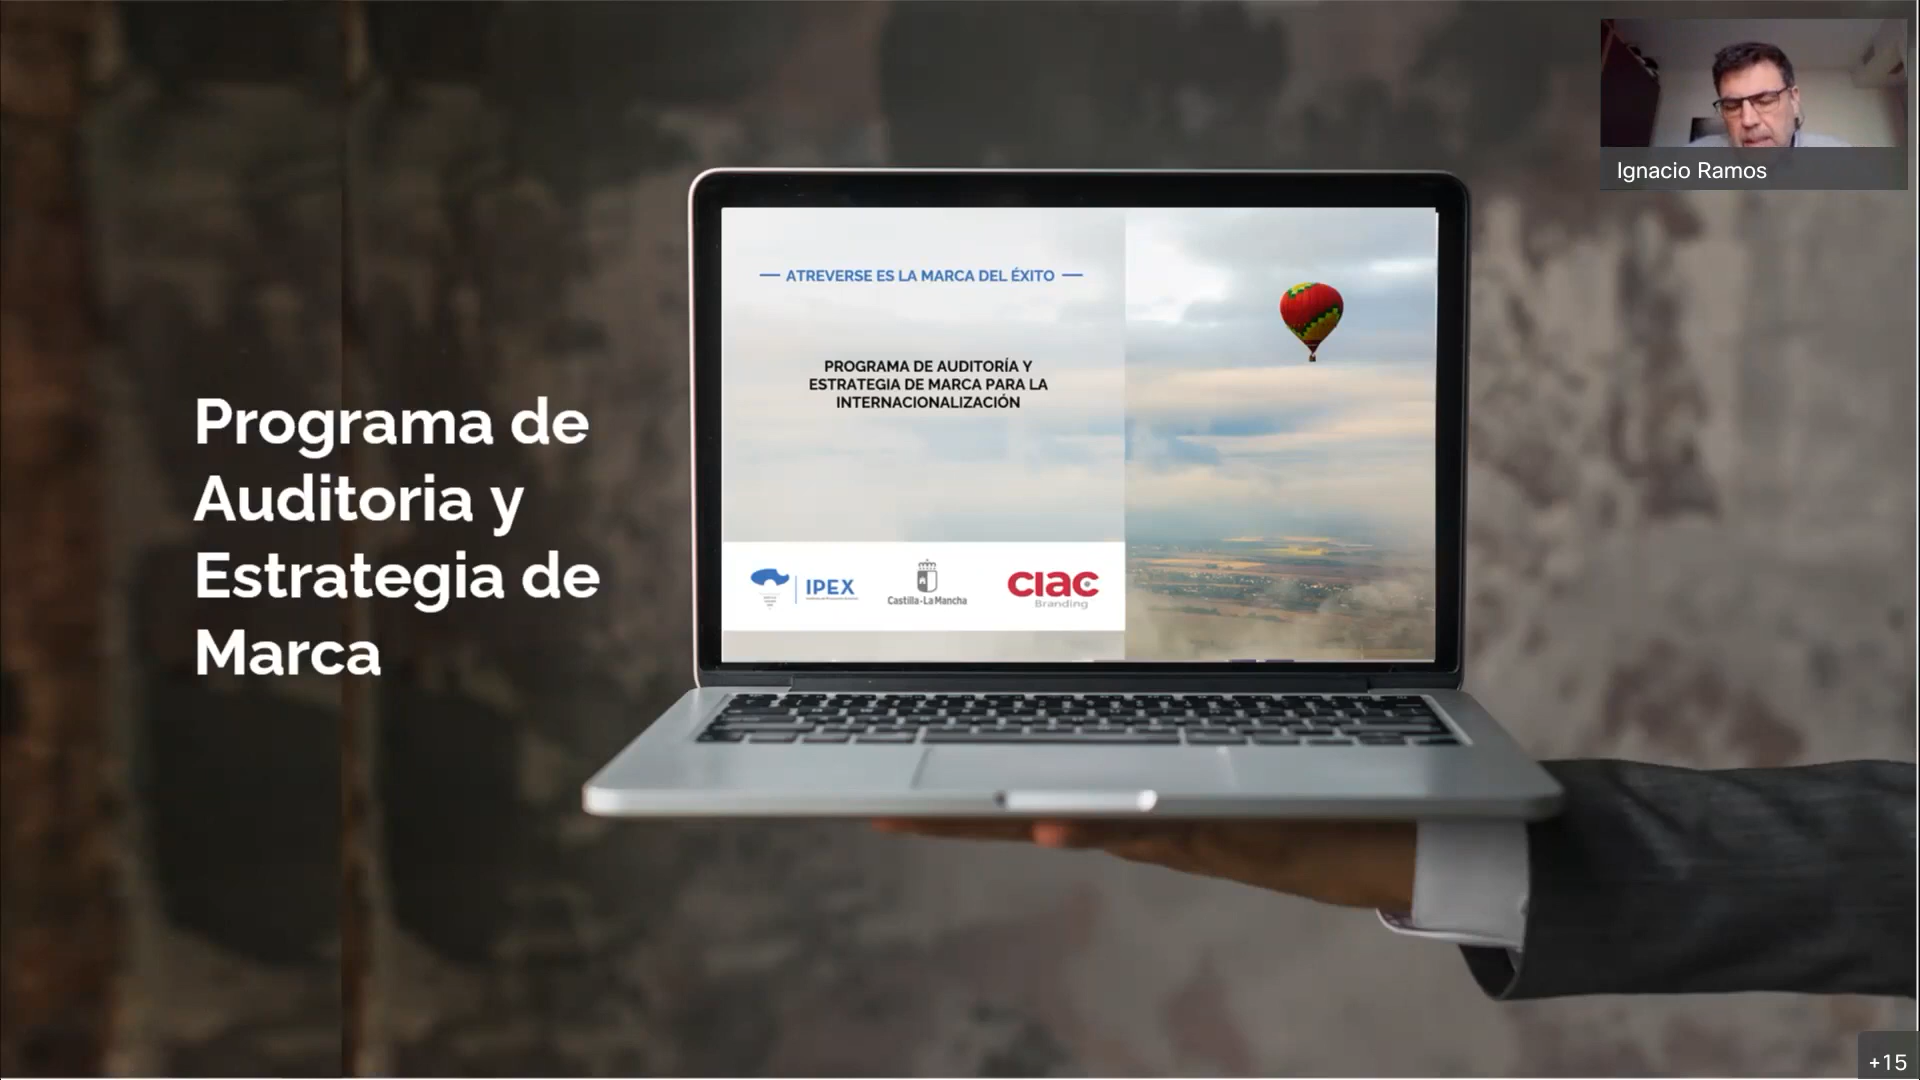 Programa de
Auditoria y
Estrategia de
Marca
ATREVERSE ES LA MARCA DEL ÉXITO
PROGRAMA DE AUDITORÍA Y
ESTRATEGIA DE MARCA PARA LA
INTERNACIONALIZACIÓN
IPEX
Castilla-La Mancha
CIAC
Branding
Ignacio Ramos
+15